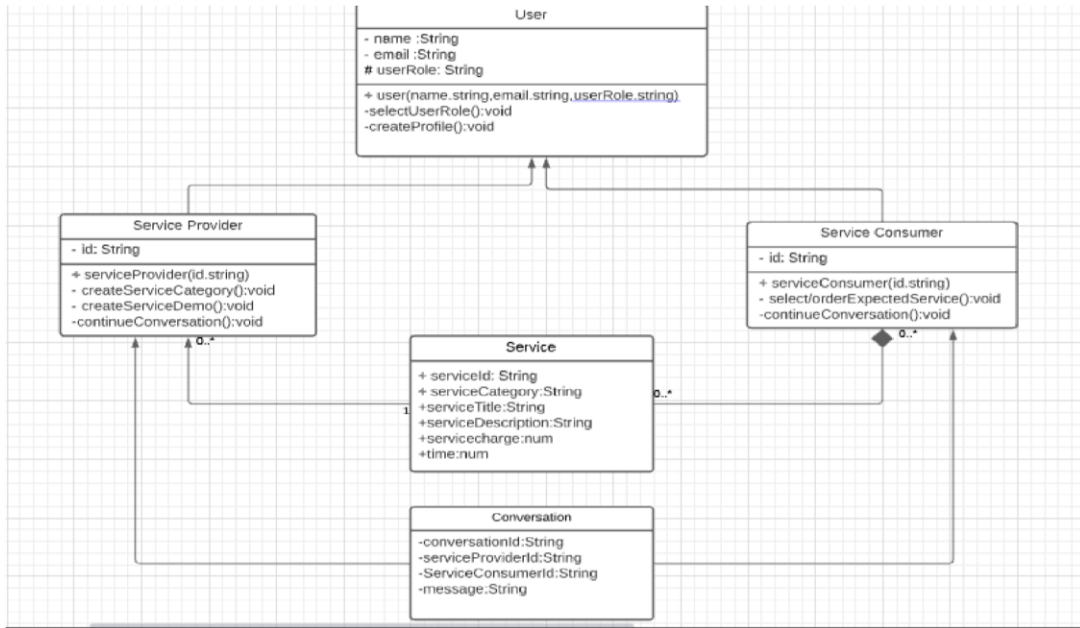 User
- name :String
- email :String
# userRole: String
+ user(name.string,email.string,userRole.string)
-selectUserRole():void
-createProfile():void
Service Provider
- id: String
+ serviceProvider(id.string)
- createServiceCategory():void
- createServiceDemo():void
-continueConversation():void
Service Consumer
- id: String
+ serviceConsumer(id.string)
- select/orderExpectedService():void
-continueConversation():void
0..*
0..*
Service
+ serviceId: String
+ serviceCategory:String
+serviceTitle:String
+serviceDescription:String
+servicecharge:num
+time:num
1
0..*
Conversation
-conversationId:String
-serviceProviderId:String
-ServiceConsumerId:String
-message:String